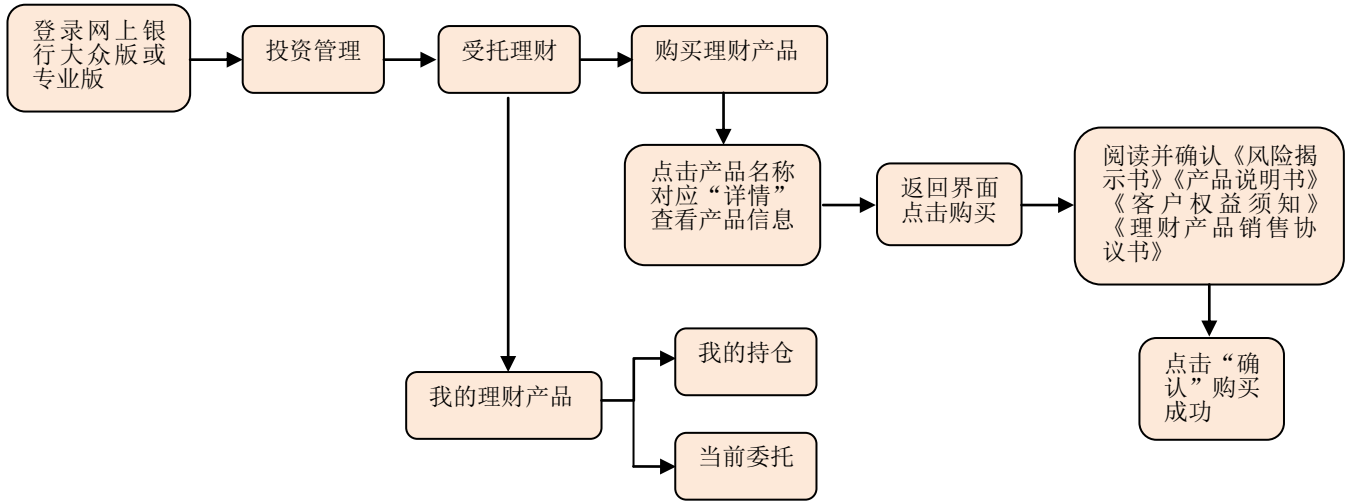 登录网上银
行大众版或
专业版
投资管理
受托理财
购买理财产品
点击产品名称
对应“详情”
查看产品信息
返回界面
点击购买
阅读并确认《风险揭
示书》《产品说明书》
《客户权益须知》
《理财产品销售协
议书》
点击“确
认”购买
成功
我的理财产品
我的持仓
当前委托